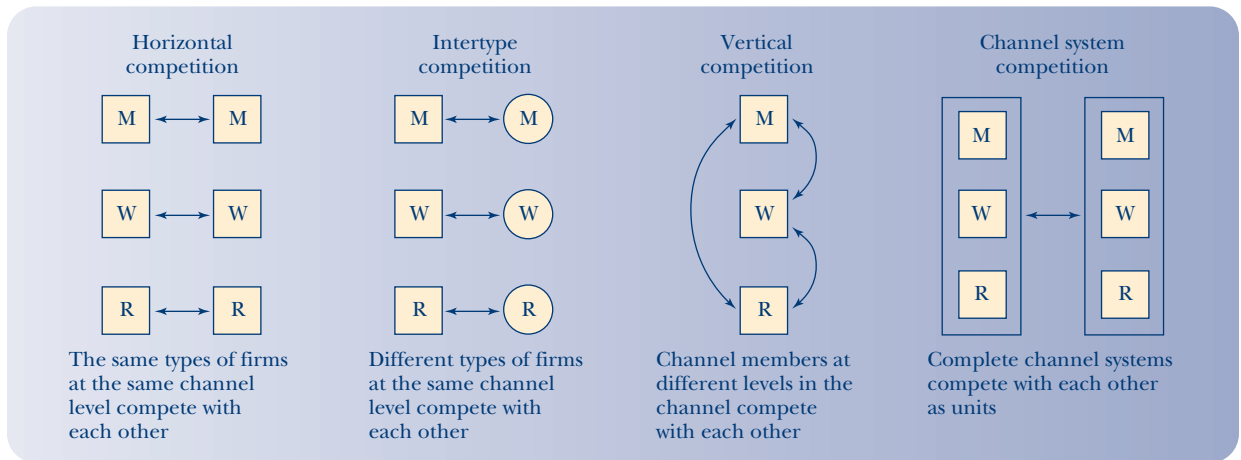 Horizontal
competition
M
M
W
W
R
R
The same types of firms
at the same channel
level compete with
each other
Intertype
competition
M
M
W
W
R
R
Different types of firms
at the same channel
level compete with
each other
Vertical
competition
M
W
R
Channel members at
different levels in the
channel compete
with each other
Channel system
competition
M
M
W
W
R
R
Complete channel systems
compete with each other
as units